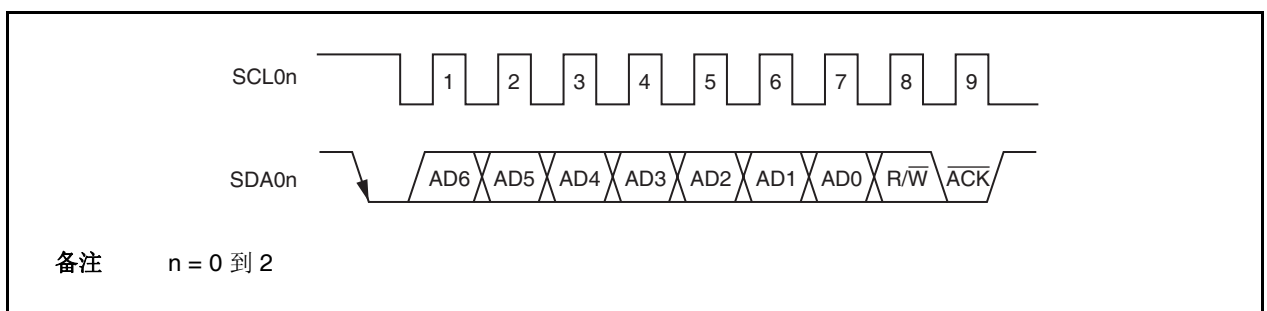 SCL0n 1 2 3 4 5 6 7 8 9
SDA0n AD6 AD5 AD4 AD3 AD2 AD1 AD0 R/W̅ A̅C̅K̅
备注 n = 0 到 2